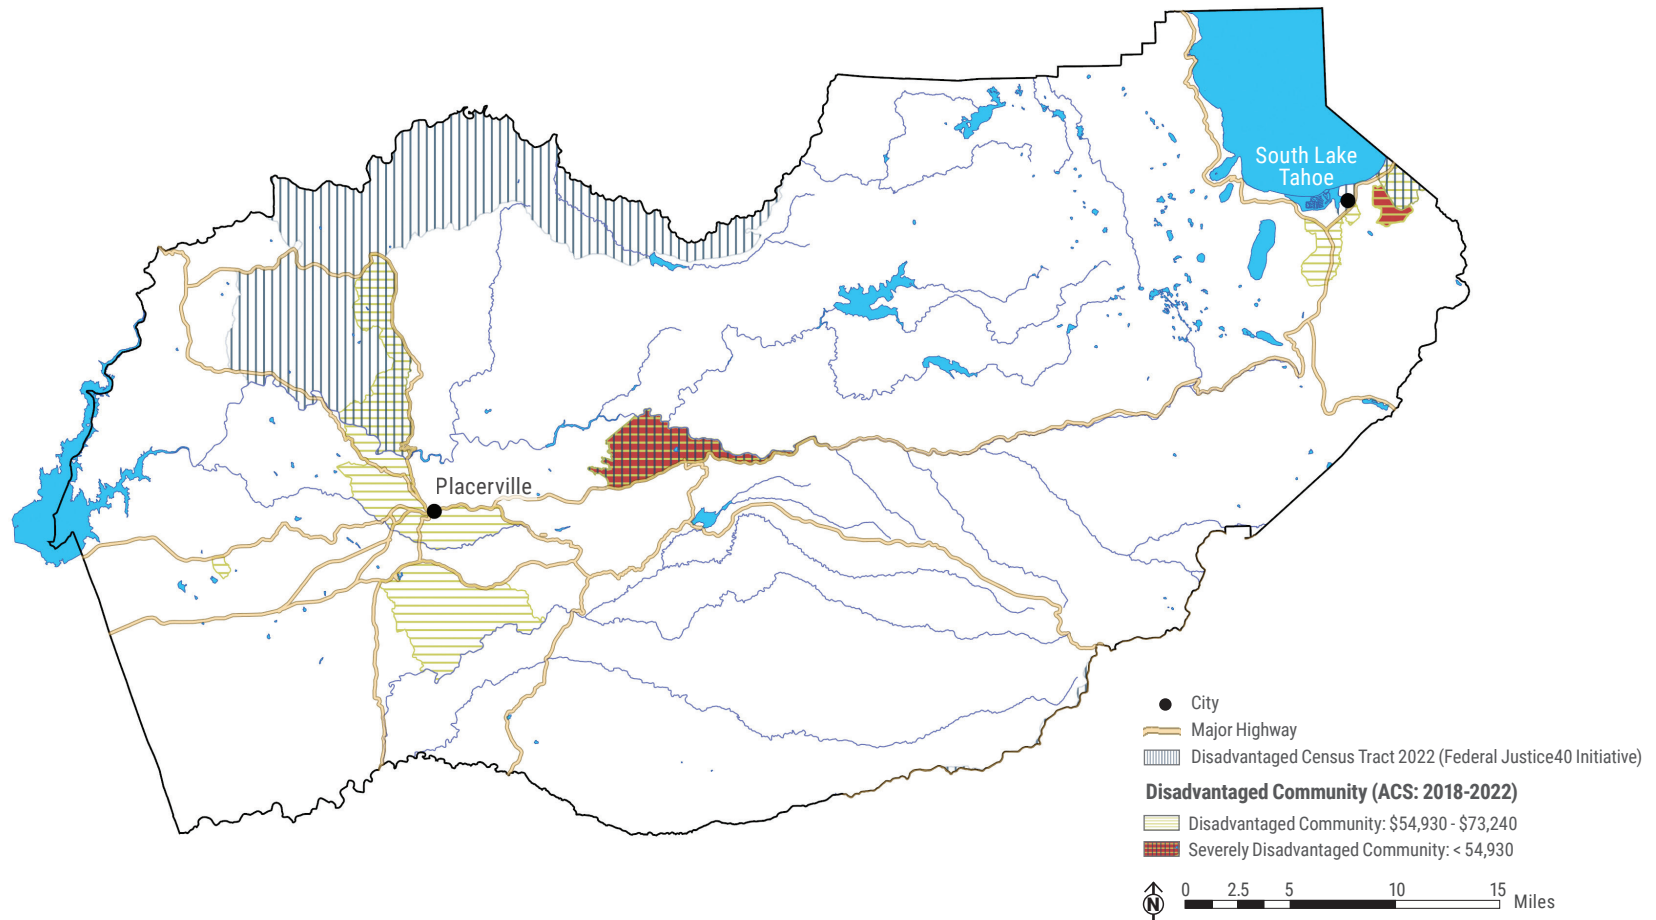 South Lake
Tahoe
Placerville
City
Major Highway
Disadvantaged Census Tract 2022 (Federal Justice40 Initiative)
Disadvantaged Community (ACS: 2018-2022)
Disadvantaged Community: $54,930 - $73,240
Severely Disadvantaged Community: < 54,930
N
0 2.5 5 10 15 Miles